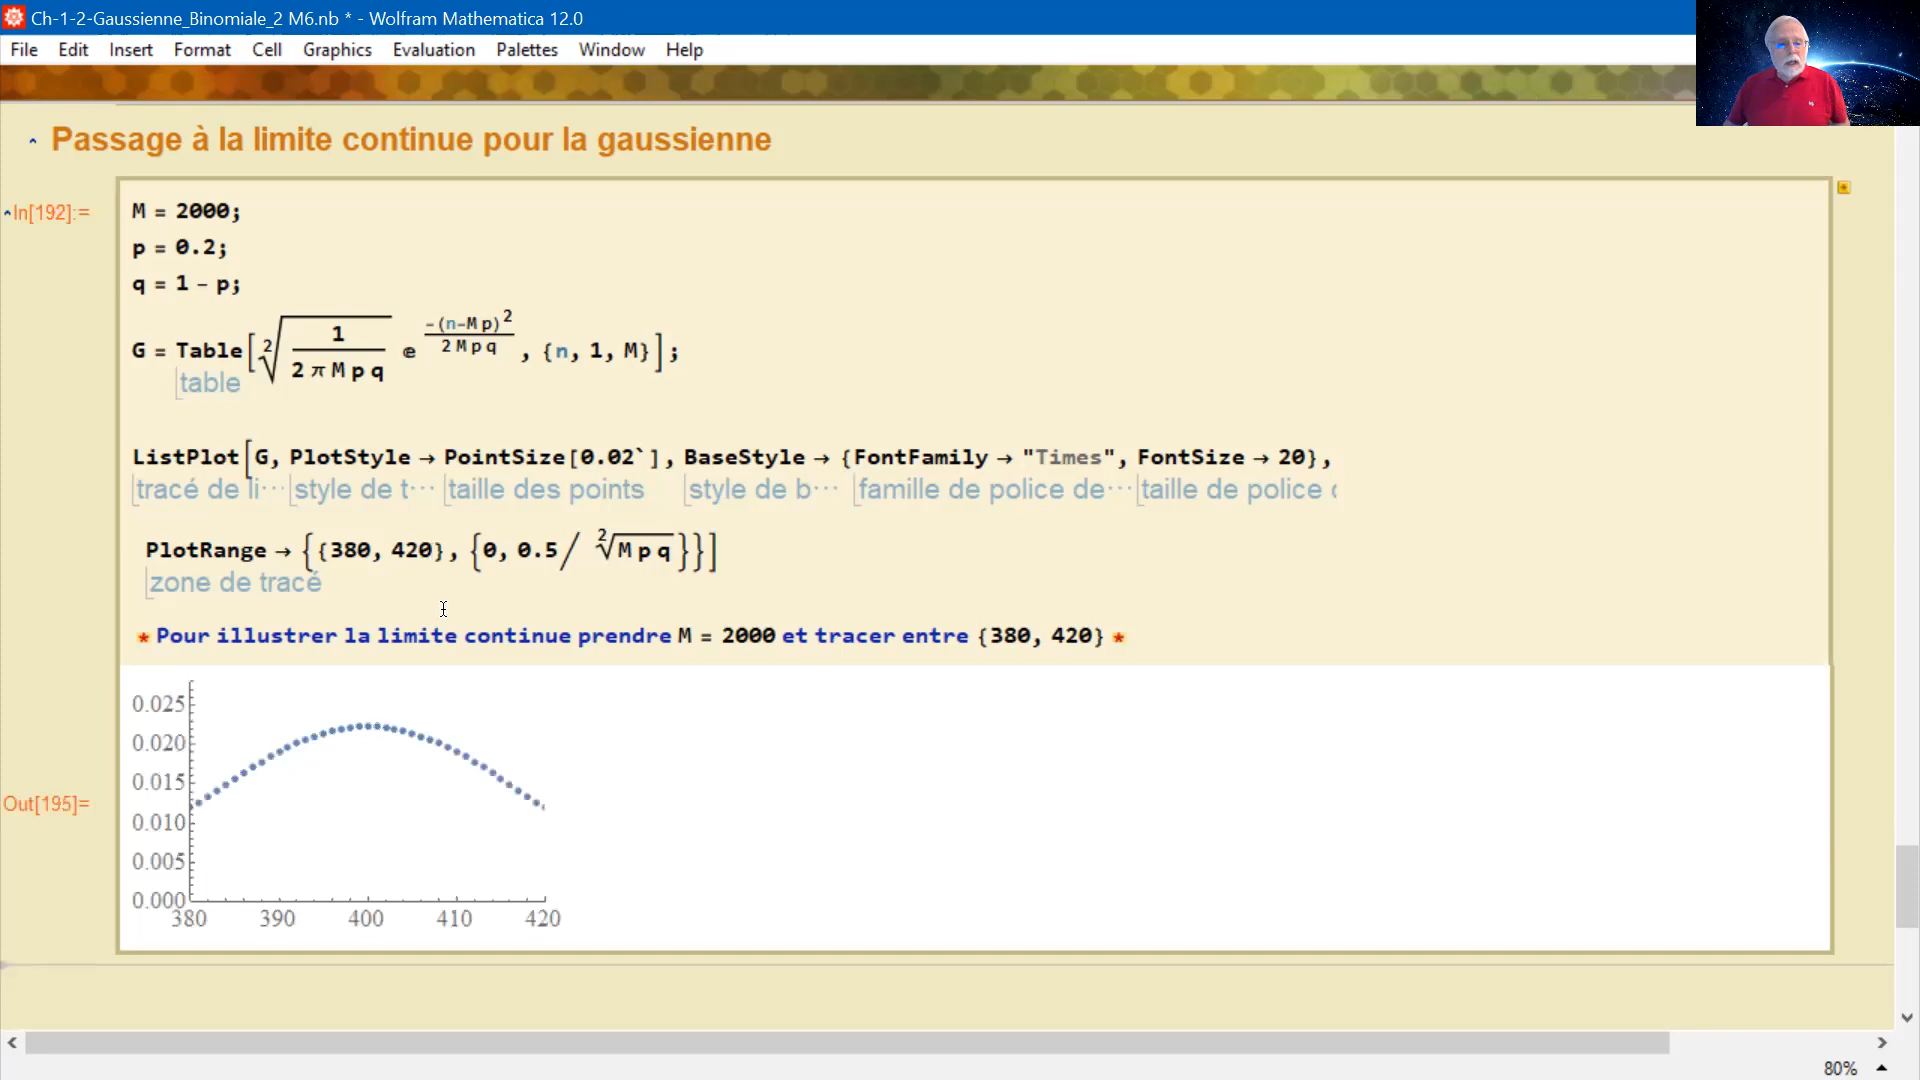 Ch-1-2-Gaussienne_Binomiale_2 M6.nb * - Wolfram Mathematica 12.0
File Edit Insert Format Cell Graphics Evaluation Palettes Window Help
Passage à la limite continue pour la gaussienne
In[192]:=
M = 2000;
p = 0.2;
q = 1 - p;
G = Table[²√(1/(2 π M p q)) ⅇ^(-(n-M p)²/(2 M p q)), {n, 1, M}];
table
ListPlot[G, PlotStyle → PointSize[0.02`], BaseStyle → {FontFamily → "Times", FontSize → 20},
tracé de li⋯ style de t⋯ taille des points style de b⋯ famille de police de⋯ taille de police
PlotRange → {{380, 420}, {0, 0.5/ ²√(M p q)}}]
zone de tracé
* Pour illustrer la limite continue prendre M = 2000 et tracer entre {380, 420} *
Out[195]=
0.025
0.020
0.015
0.010
0.005
0.000
380 390 400 410 420
80%